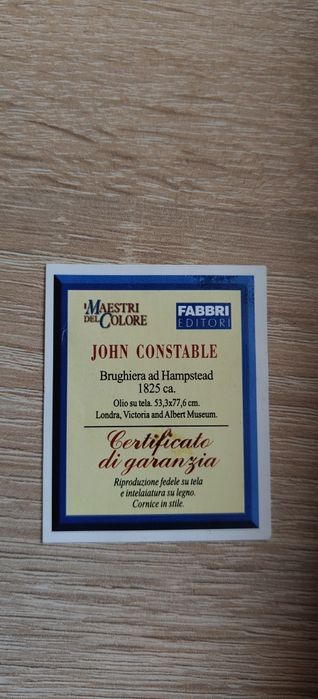 I MAESTRI
DEL COLORE
FABBRI
EDITORI
JOHN CONSTABLE
Brughiera ad Hampstead
1825 ca.
Olio su tela. 53,3x77,6 cm.
Londra, Victoria and Albert Museum.
Certificato
di garanzia
Riproduzione fedele su tela
e intelaiatura su legno.
Cornice in stile.